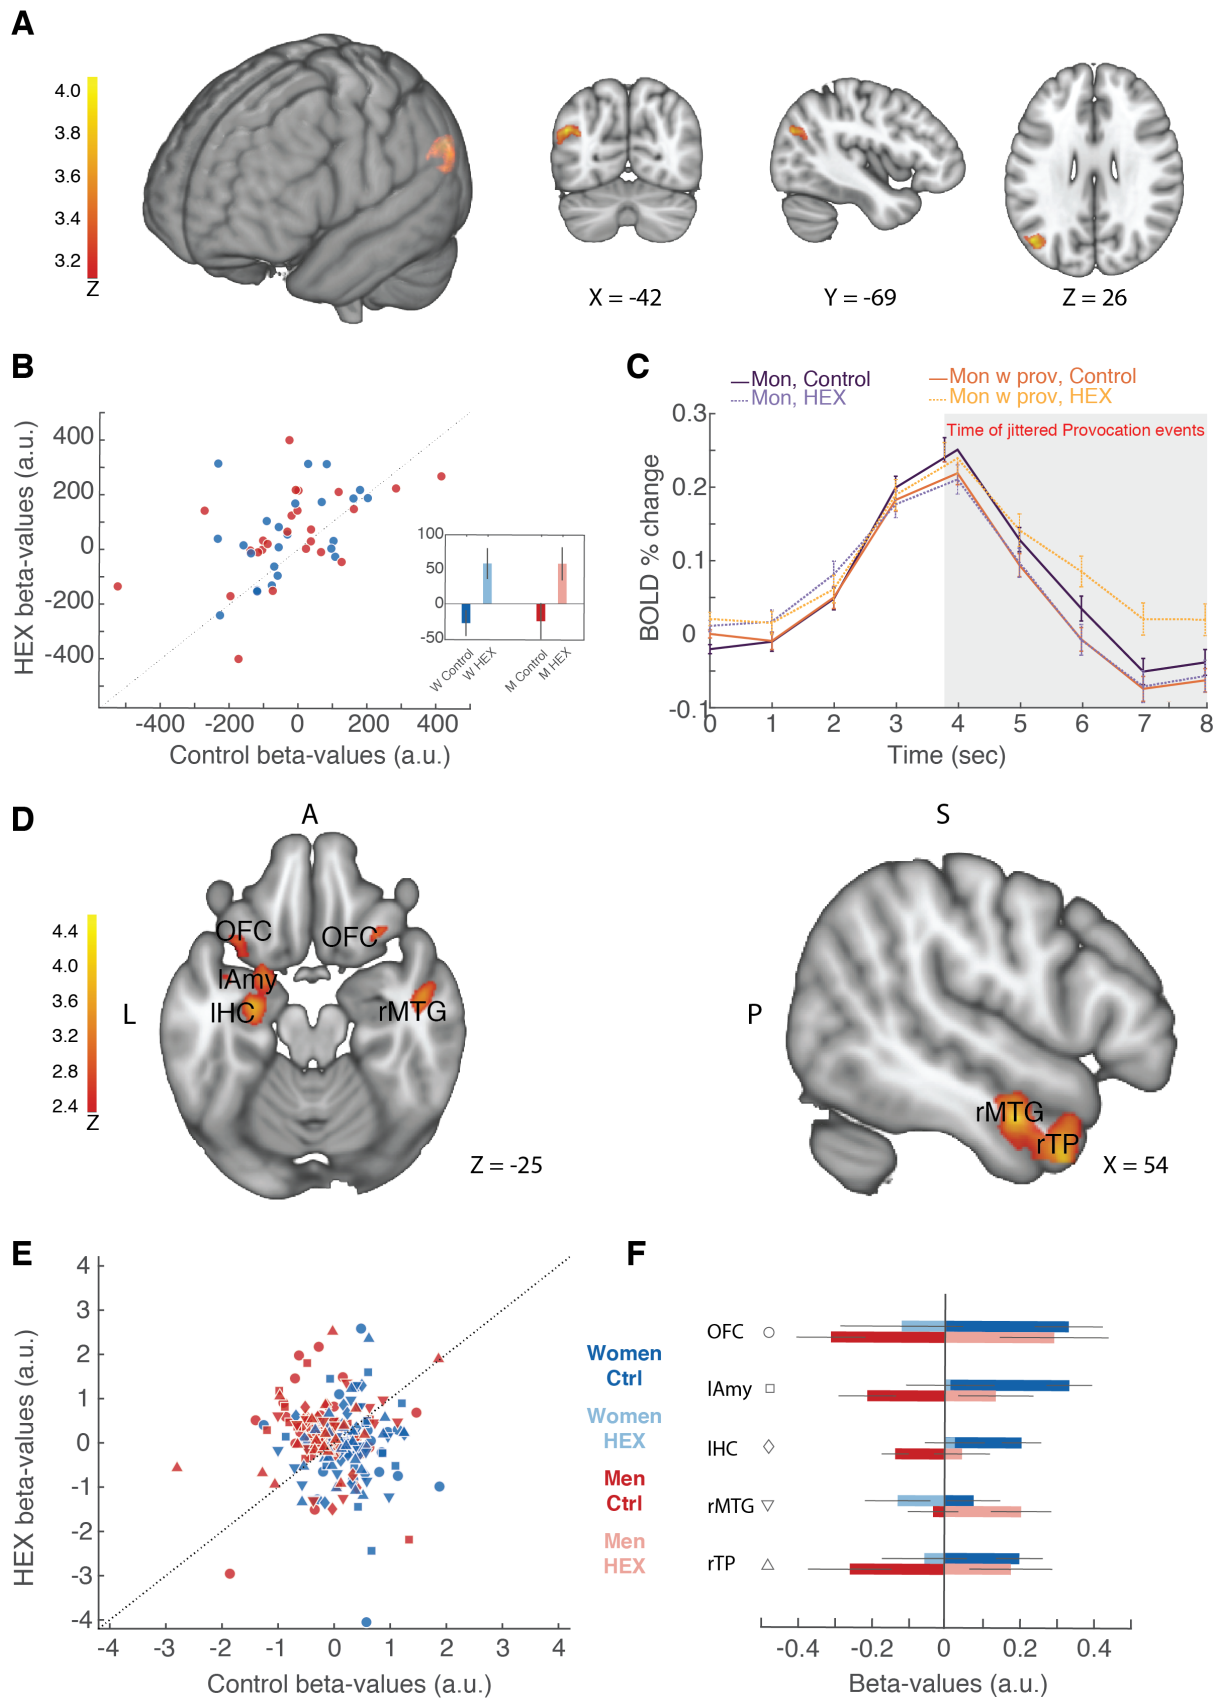 A
4.0
3.8
3.6
3.4
3.2
Z
X = -42
Y = -69
Z = 26
B
HEX beta-values (a.u.)
400
200
0
-200
-400
-400 -200 0 200 400
Control beta-values (a.u.)
100
50
0
-50
W Control
W HEX
M Control
M HEX
C
Mon, Control
Mon, HEX
Mon w prov, Control
Mon w prov, HEX
Time of jittered Provocation events
BOLD % change
0.3
0.2
0.1
0
-0.1
0 1 2 3 4 5 6 7 8
Time (sec)
D
A
4.4
4.0
3.6
3.2
2.8
2.4
Z
L
OFC
OFC
lAmy
lHC
rMTG
Z = -25
S
P
rMTG
rTP
X = 54
E
HEX beta-values (a.u.)
4
3
2
1
0
-1
-2
-3
-4
-4 -3 -2 -1 0 1 2 3 4
Control beta-values (a.u.)
Women
Ctrl
Women
HEX
Men
Ctrl
Men
HEX
F
OFC
lAmy
lHC
rMTG
rTP
-0.4 -0.2 0 0.2 0.4
Beta-values (a.u.)